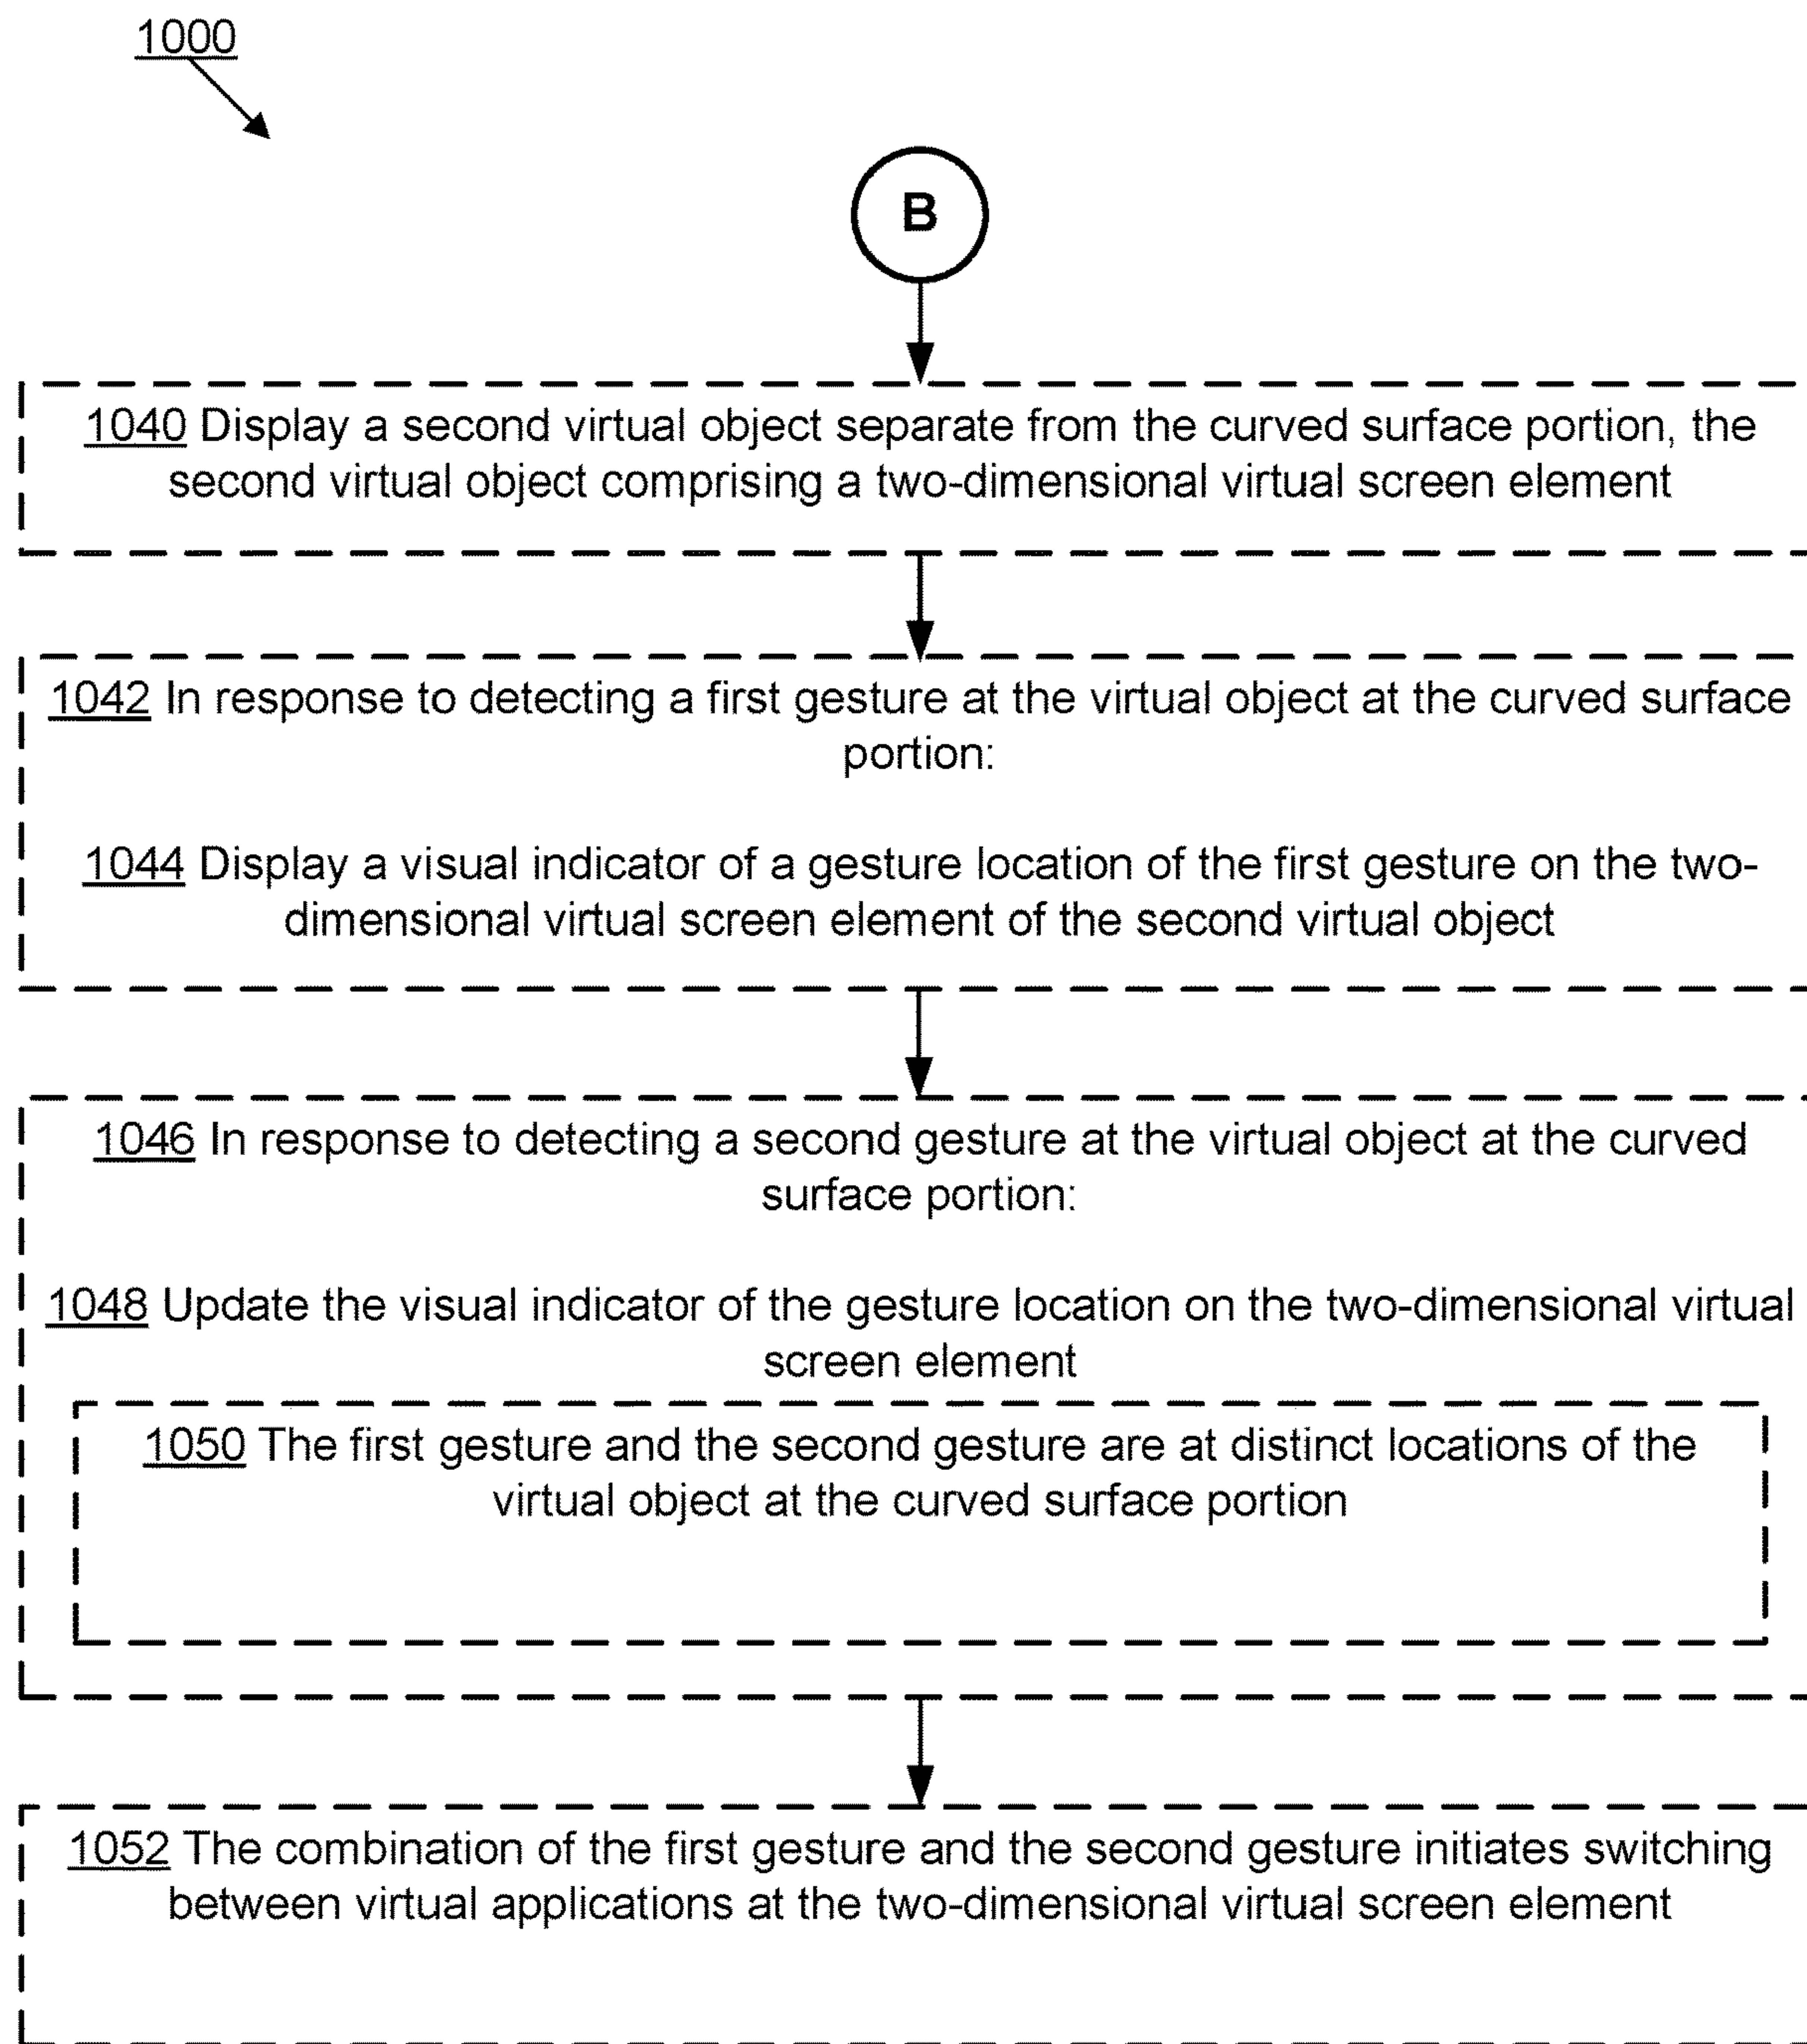 1000
B
1040 Display a second virtual object separate from the curved surface portion, the
second virtual object comprising a two-dimensional virtual screen element
1042 In response to detecting a first gesture at the virtual object at the curved surface
portion:
1044 Display a visual indicator of a gesture location of the first gesture on the two-
dimensional virtual screen element of the second virtual object
1046 In response to detecting a second gesture at the virtual object at the curved
surface portion:
1048 Update the visual indicator of the gesture location on the two-dimensional virtual
screen element
1050 The first gesture and the second gesture are at distinct locations of the
virtual object at the curved surface portion
1052 The combination of the first gesture and the second gesture initiates switching
between virtual applications at the two-dimensional virtual screen element